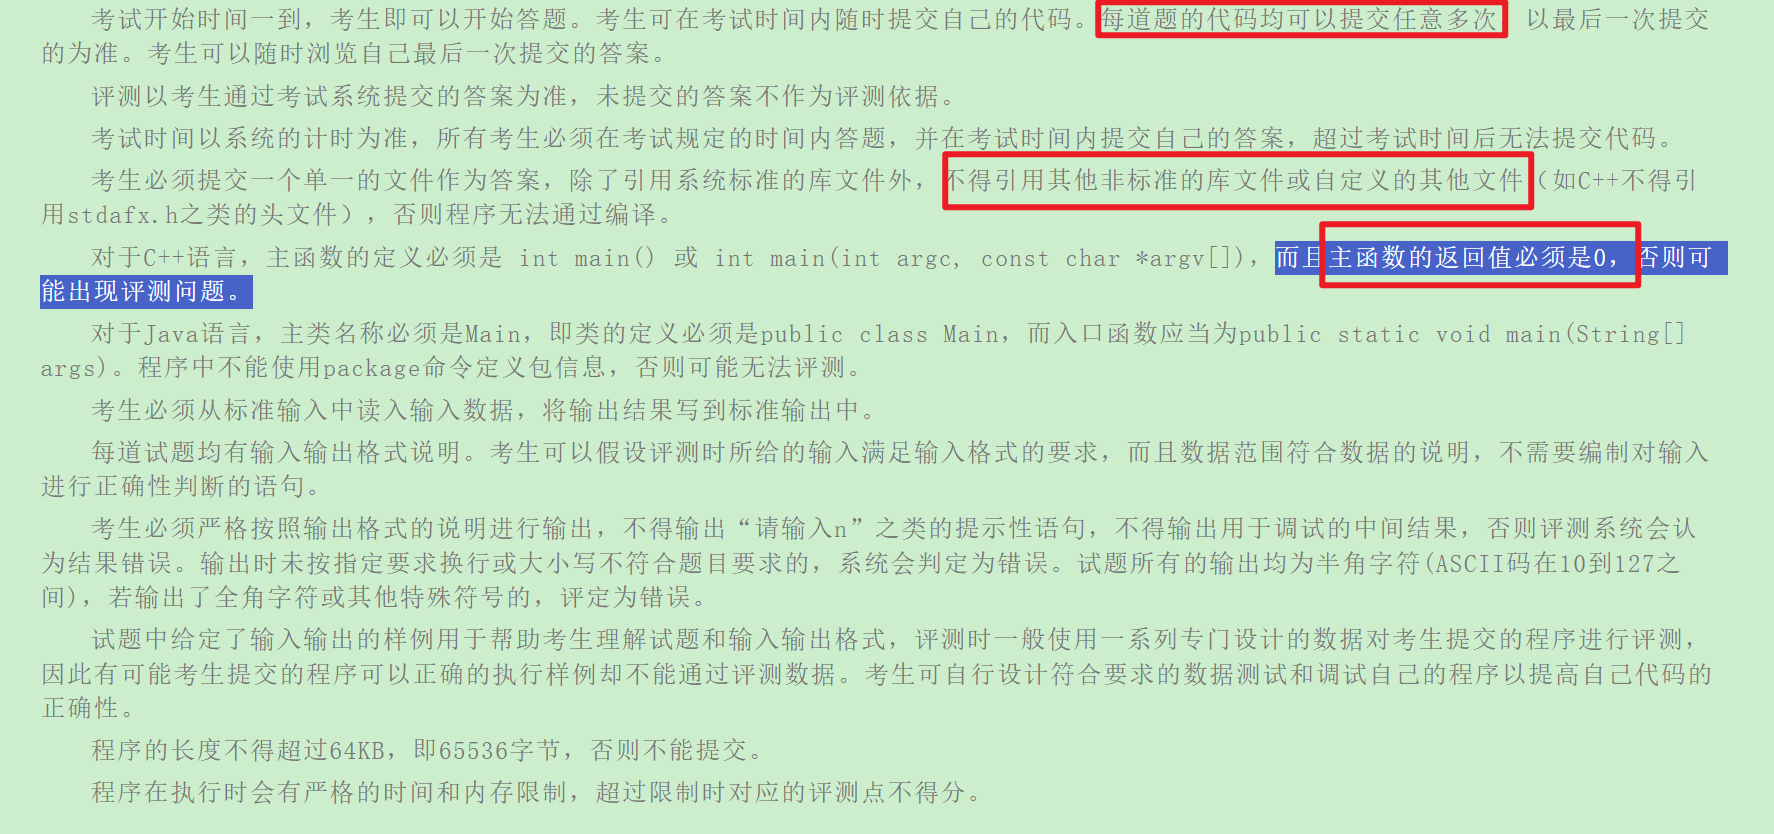 考试开始时间一到，考生即可以开始答题。考生可在考试时间内随时提交自己的代码。每道题的代码均可以提交任意多次，以最后一次提交
的为准。考生可以随时浏览自己最后一次提交的答案。
评测以考生通过考试系统提交的答案为准，未提交的答案不作为评测依据。
考试时间以系统的计时为准，所有考生必须在考试规定的时间内答题，并在考试时间内提交自己的答案，超过考试时间后无法提交代码。
考生必须提交一个单一的文件作为答案，除了引用系统标准的库文件外，不得引用其他非标准的库文件或自定义的其他文件（如C++不得引
用stdafx.h之类的头文件），否则程序无法通过编译。
对于C++语言，主函数的定义必须是 int main() 或 int main(int argc, const char *argv[])，而且主函数的返回值必须是0，否则可
能出现评测问题。
对于Java语言，主类名称必须是Main，即类的定义必须是public class Main，而入口函数应当为public static void main(String[]
args)。程序中不能使用package命令定义包信息，否则可能无法评测。
考生必须从标准输入中读入输入数据，将输出结果写到标准输出中。
每道试题均有输入输出格式说明。考生可以假设评测时所给的输入满足输入格式的要求，而且数据范围符合数据的说明，不需要编制对输入
进行正确性判断的语句。
考生必须严格按照输出格式的说明进行输出，不得输出“请输入n”之类的提示性语句，不得输出用于调试的中间结果，否则评测系统会认
为结果错误。输出时未按指定要求换行或大小写不符合题目要求的，系统会判定为错误。试题所有的输出均为半角字符(ASCII码在10到127之
间)，若输出了全角字符或其他特殊符号的，评定为错误。
试题中给定了输入输出的样例用于帮助考生理解试题和输入输出格式，评测时一般使用一系列专门设计的数据对考生提交的程序进行评测，
因此有可能考生提交的程序可以正确的执行样例却不能通过评测数据。考生可自行设计符合要求的数据测试和调试自己的程序以提高自己代码的
正确性。
程序的长度不得超过64KB，即65536字节，否则不能提交。
程序在执行时会有严格的时间和内存限制，超过限制时对应的评测点不得分。